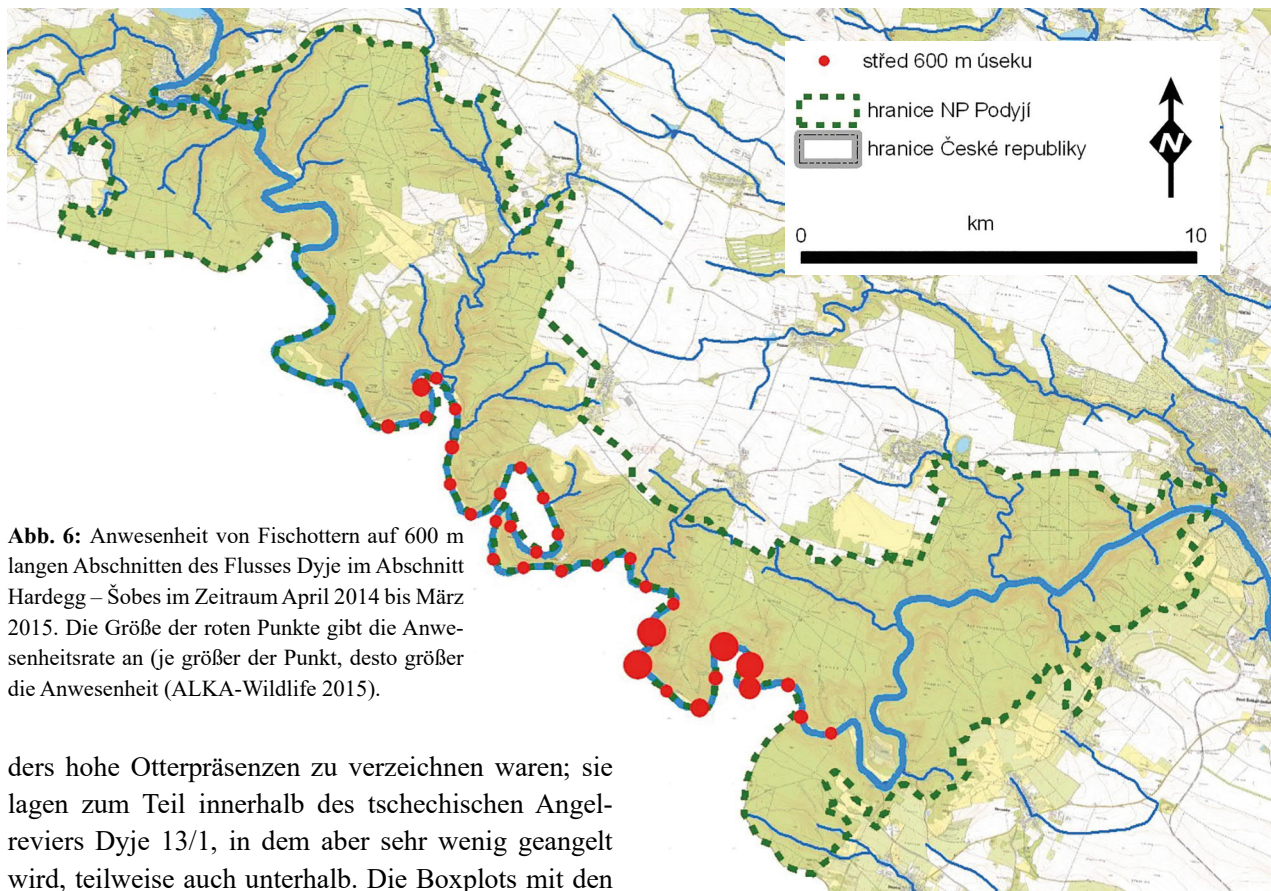 střed 600 m úseku
hranice NP Podyjí
hranice České republiky
N
km
0 10
Abb. 6: Anwesenheit von Fischottern auf 600 m
langen Abschnitten des Flusses Dyje im Abschnitt
Hardegg – Šobes im Zeitraum April 2014 bis März
2015. Die Größe der roten Punkte gibt die Anwe-
senheitsrate an (je größer der Punkt, desto größer
die Anwesenheit (ALKA-Wildlife 2015).
ders hohe Otterpräsenzen zu verzeichnen waren; sie
lagen zum Teil innerhalb des tschechischen Angel-
reviers Dyje 13/1, in dem aber sehr wenig geangelt
wird, teilweise auch unterhalb. Die Boxplots mit den